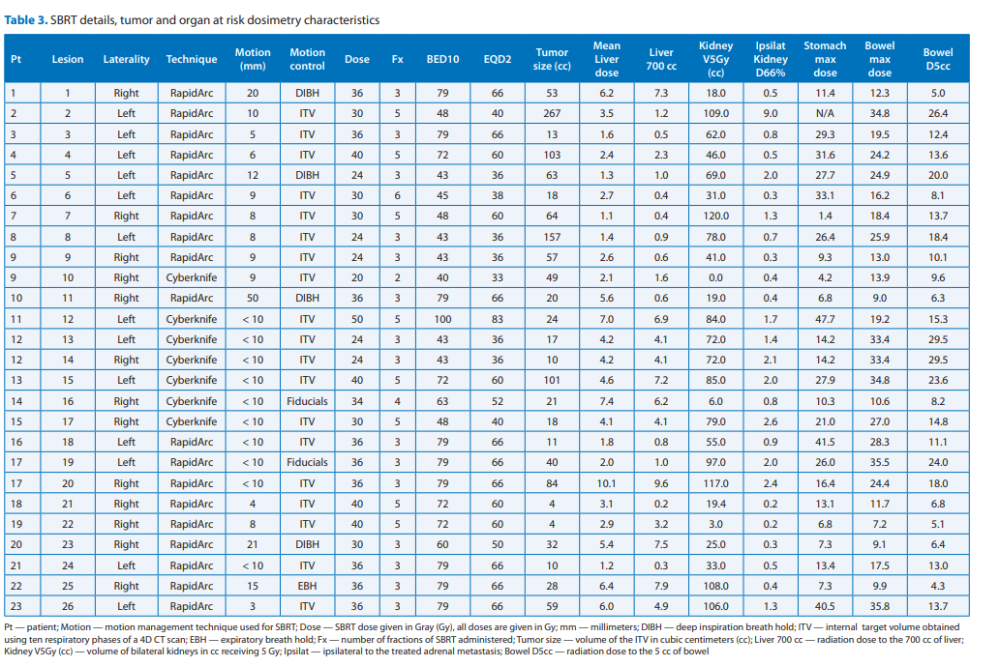 Table 3. SBRT details, tumor and organ at risk dosimetry characteristics
Pt Lesion Laterality Technique Motion (mm) Motion control Dose Fx BED10 EQD2 Tumor size (cc) Mean Liver dose Liver 700 cc Kidney V5Gy (cc) Ipsilat Kidney D66% Stomach max dose Bowel max dose Bowel D5cc
1 1 Right RapidArc 20 DIBH 36 3 79 66 53 6.2 7.3 18.0 0.5 11.4 12.3 5.0
2 2 Left RapidArc 10 ITV 30 5 48 40 267 3.5 1.2 109.0 9.0 N/A 34.8 26.4
3 3 Left RapidArc 5 ITV 36 3 79 66 13 1.6 0.5 62.0 0.8 29.3 19.5 12.4
4 4 Left RapidArc 6 ITV 40 5 72 60 103 2.4 2.3 46.0 0.5 31.6 24.2 13.6
5 5 Left RapidArc 12 DIBH 24 3 43 36 63 1.3 1.0 69.0 2.0 27.7 24.9 20.0
6 6 Left RapidArc 9 ITV 30 6 45 38 18 2.7 0.4 31.0 0.3 33.1 16.2 8.1
7 7 Right RapidArc 8 ITV 30 5 48 60 64 1.1 0.4 120.0 1.3 1.4 18.4 13.7
8 8 Left RapidArc 8 ITV 24 3 43 36 157 1.4 0.9 78.0 0.7 26.4 25.9 18.4
9 9 Right RapidArc 9 ITV 24 3 43 36 57 2.6 0.6 41.0 0.3 9.3 13.0 10.1
9 10 Right Cyberknife 9 ITV 20 2 40 33 49 2.1 1.6 0.0 0.4 4.2 13.9 9.6
10 11 Right RapidArc 50 DIBH 36 3 79 66 20 5.6 0.6 19.0 0.4 6.8 9.0 6.3
11 12 Left Cyberknife < 10 ITV 50 5 100 83 24 7.0 6.9 84.0 1.7 47.7 19.2 15.3
12 13 Left Cyberknife < 10 ITV 24 3 43 36 17 4.2 4.1 72.0 1.4 14.2 33.4 29.5
12 14 Right Cyberknife < 10 ITV 24 3 43 36 10 4.2 4.1 72.0 2.1 14.2 33.4 29.5
13 15 Left Cyberknife < 10 ITV 40 5 72 60 101 4.6 7.2 85.0 2.0 27.9 34.8 23.6
14 16 Right Cyberknife < 10 Fiducials 34 4 63 52 21 7.4 6.2 6.0 0.8 10.3 10.6 8.2
15 17 Right Cyberknife < 10 ITV 30 5 48 40 18 4.1 4.1 79.0 2.6 21.0 27.0 14.8
16 18 Left Cyberknife < 10 ITV 36 3 79 66 11 1.8 0.8 55.0 0.9 41.5 28.3 11.1
17 19 Left Cyberknife < 10 Fiducials 36 3 79 66 40 2.0 1.0 97.0 2.0 26.0 35.5 24.0
17 20 Right Cyberknife < 10 ITV 36 3 79 66 84 10.1 9.6 117.0 2.4 16.4 24.4 18.0
18 21 Right RapidArc 4 ITV 40 5 72 60 4 3.1 0.2 19.4 0.2 13.1 11.7 6.8
19 22 Right RapidArc 8 ITV 40 5 72 60 4 2.9 3.2 3.0 0.2 6.8 7.2 5.1
20 23 Right RapidArc 21 DIBH 30 3 60 50 32 5.4 7.5 25.0 0.3 7.3 9.1 6.4
21 24 Left RapidArc < 10 ITV 36 3 79 66 10 1.2 0.3 33.0 0.5 13.4 17.5 13.0
22 25 Right RapidArc 15 EBH 36 3 79 66 28 6.4 7.9 108.0 0.4 7.3 9.9 4.3
23 26 Left RapidArc 3 ITV 36 3 79 66 59 6.0 4.9 106.0 1.3 40.5 35.8 13.7
Pt — patient; Motion — motion management technique used for SBRT; Dose — SBRT dose given in Gray (Gy), all doses are given in Gy; mm — millimeters; DIBH — deep inspiration breath hold; ITV — internal target volume obtained
using ten respiratory phases of a 4D CT scan; EBH — expiratory breath hold; Fx — number of fractions of SBRT administered; Tumor size — volume of the ITV in cubic centimeters (cc); Liver 700 cc — radiation dose to the 700 cc of liver;
Kidney V5Gy (cc) — volume of bilateral kidneys in cc receiving 5 Gy; Ipsilat — ipsilateral to the treated adrenal metastasis; Bowel D5cc — radiation dose to the 5 cc of bowel